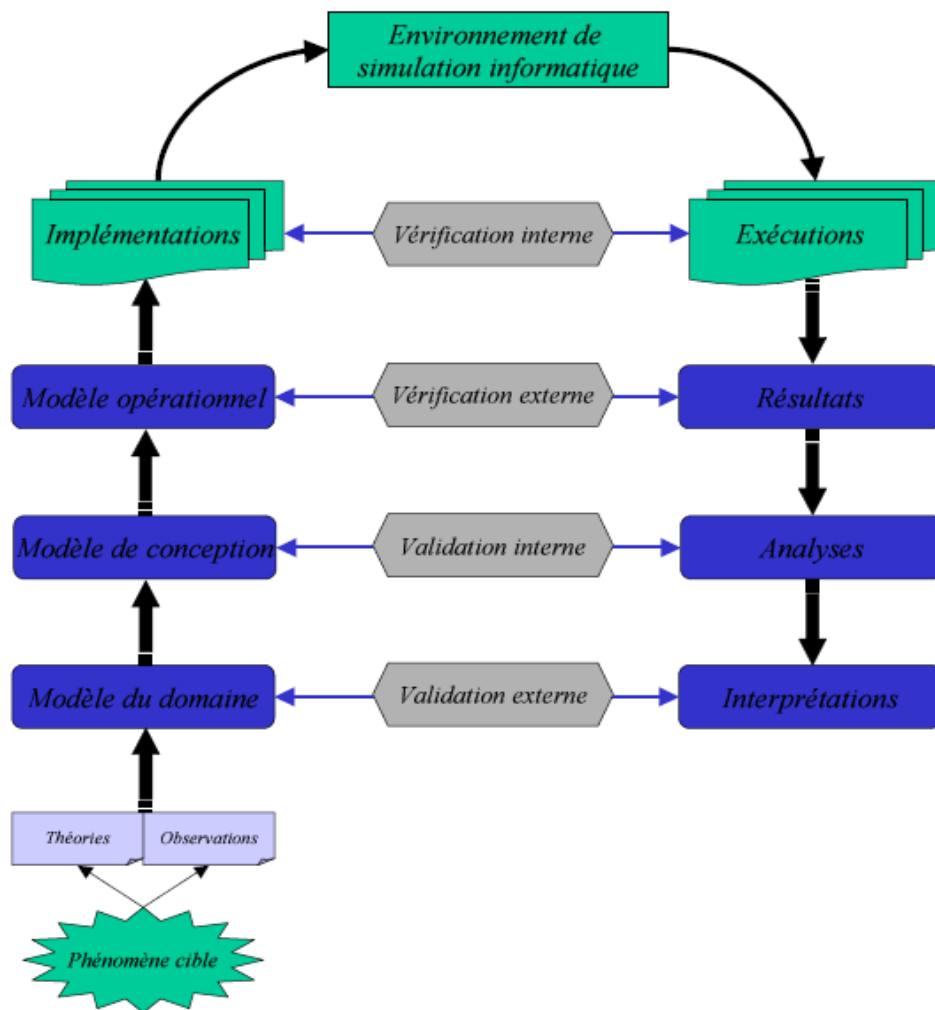 Environnement de
simulation informatique
Implémentations
Vérification interne
Exécutions
Modèle opérationnel
Vérification externe
Résultats
Modèle de conception
Validation interne
Analyses
Modèle du domaine
Validation externe
Interprétations
Théories
Observations
Phénomène cible